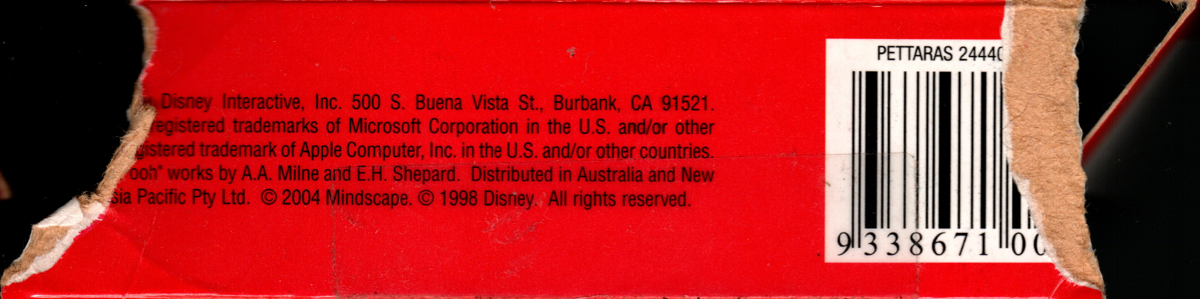 Disney Interactive, Inc. 500 S. Buena Vista St., Burbank, CA 91521.
registered trademarks of Microsoft Corporation in the U.S. and/or other
gistered trademark of Apple Computer, Inc. in the U.S. and/or other countries.
ooh" works by A.A. Milne and E.H. Shepard. Distributed in Australia and New
sia Pacific Pty Ltd. © 2004 Mindscape. © 1998 Disney. All rights reserved.
PETTARAS 24440
9 338671 00